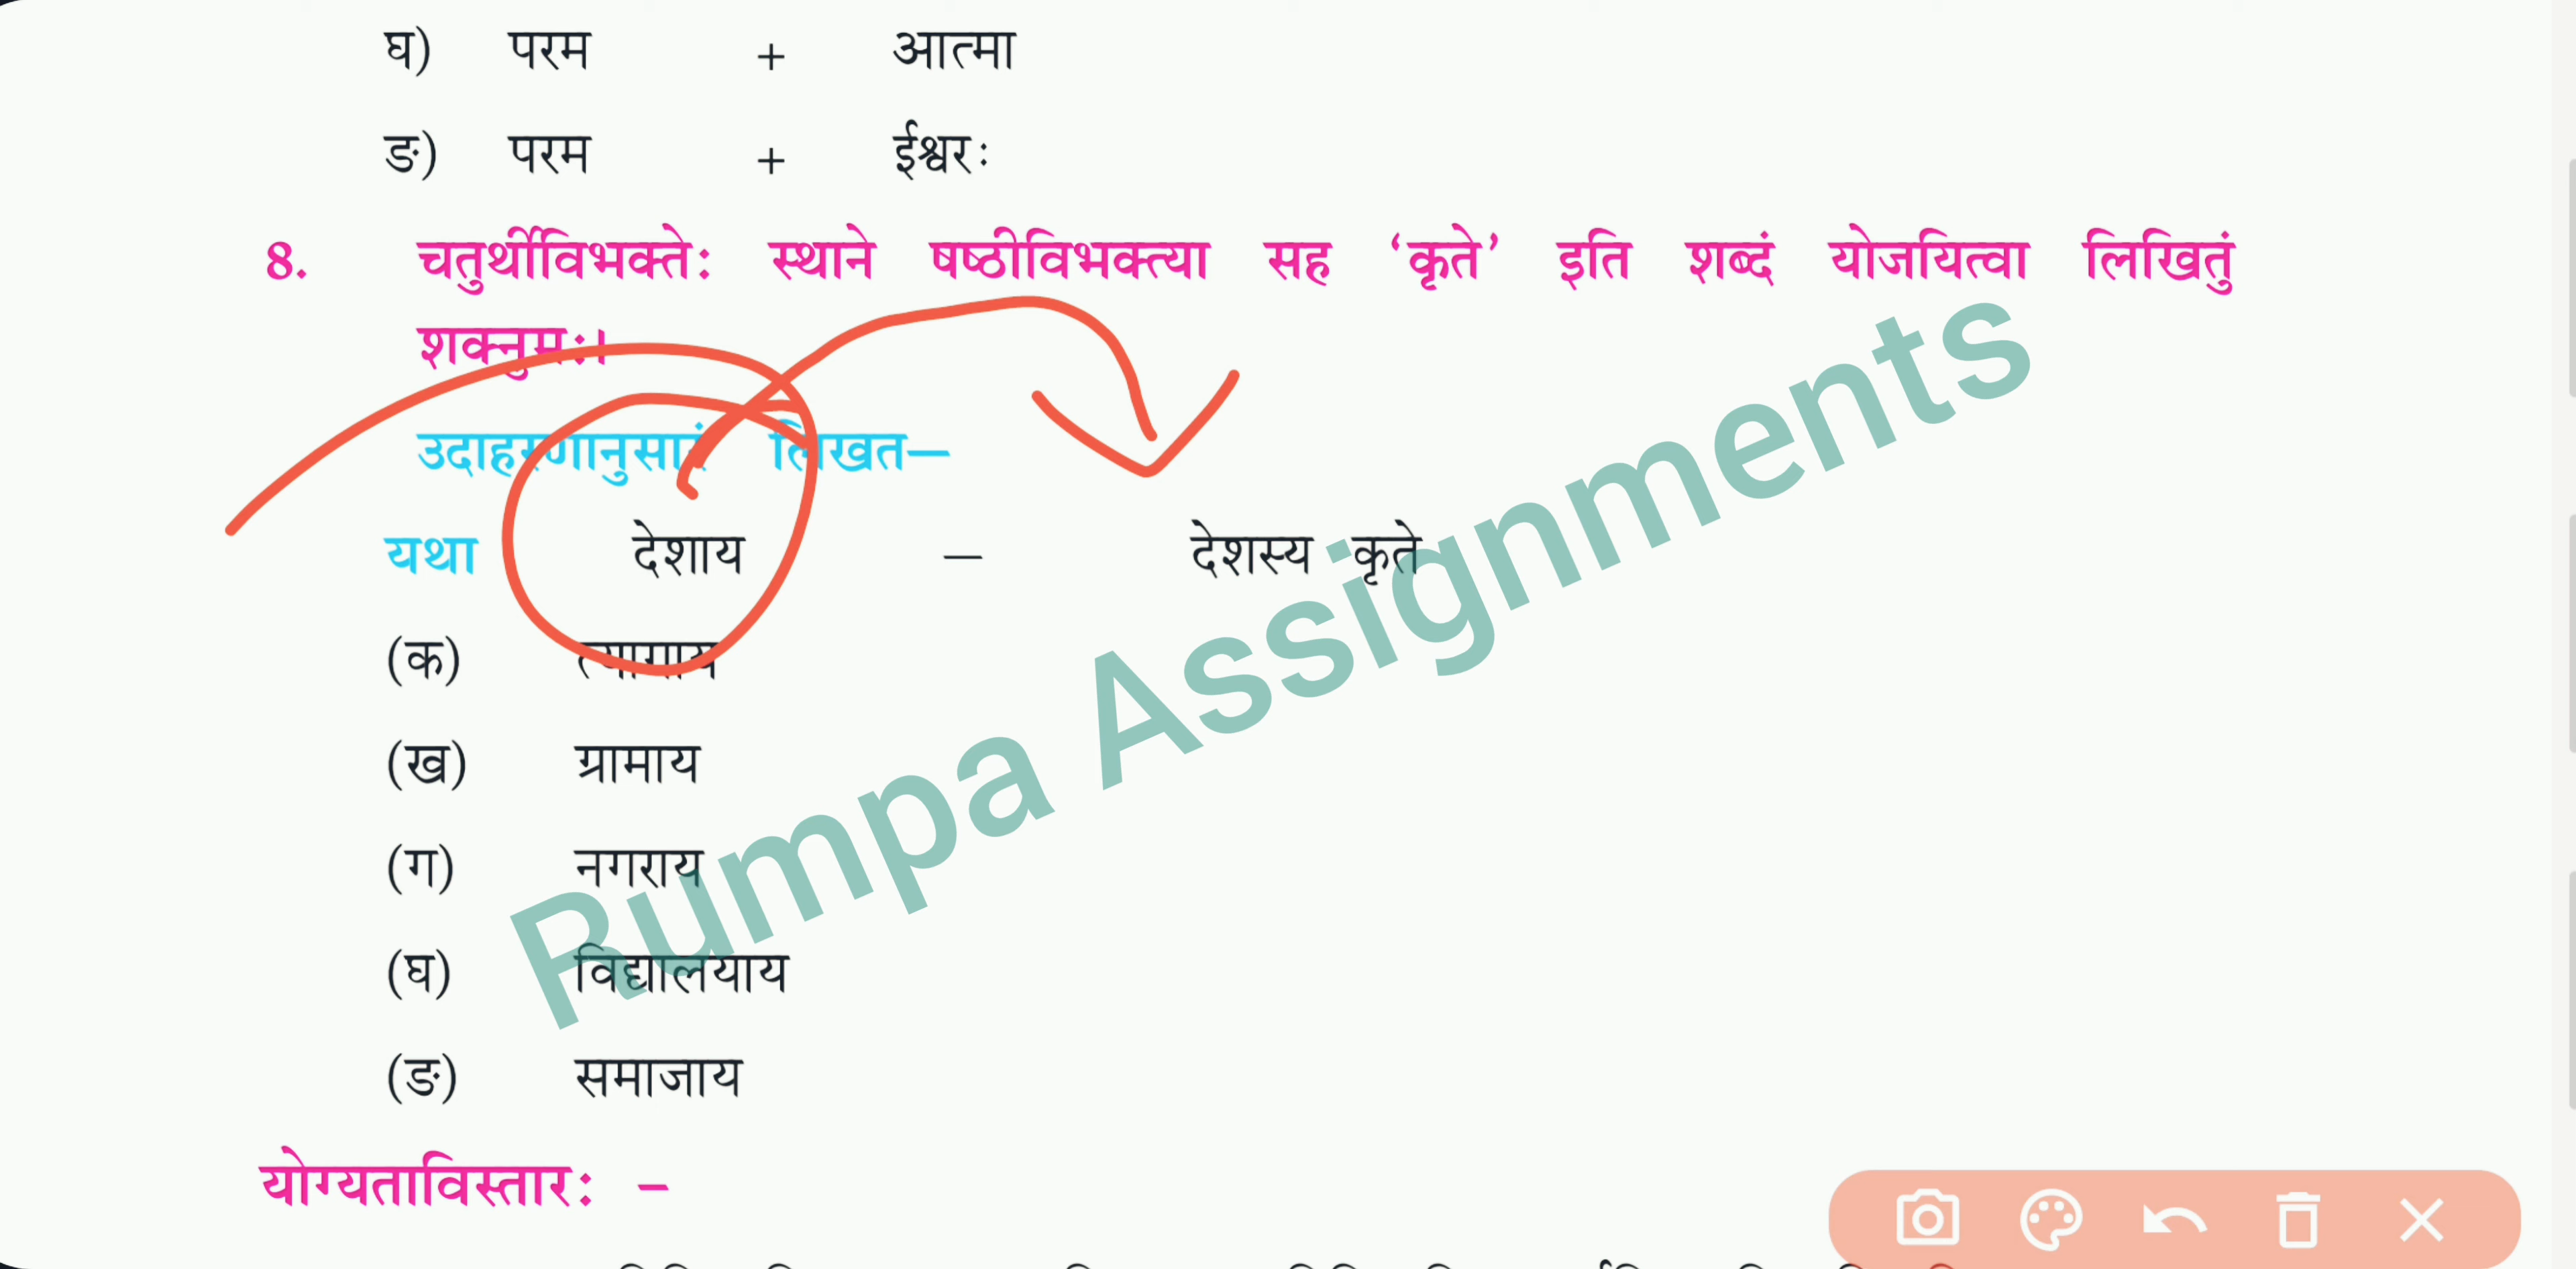 घ) परम + आत्मा
ङ) परम + ईश्वरः
8. चतुर्थीविभक्तेः स्थाने षष्ठीविभक्त्या सह ‘कृते’ इति शब्दं योजयित्वा लिखितुं
शक्नुमः।
उदाहरणानुसारं लिखत—
यथा देशाय — देशस्य कृते
(क) त्यागाय
(ख) ग्रामाय
(ग) नगराय
(घ) विद्यालयाय
(ङ) समाजाय
योग्यताविस्तारः –
Rumpa Assignments